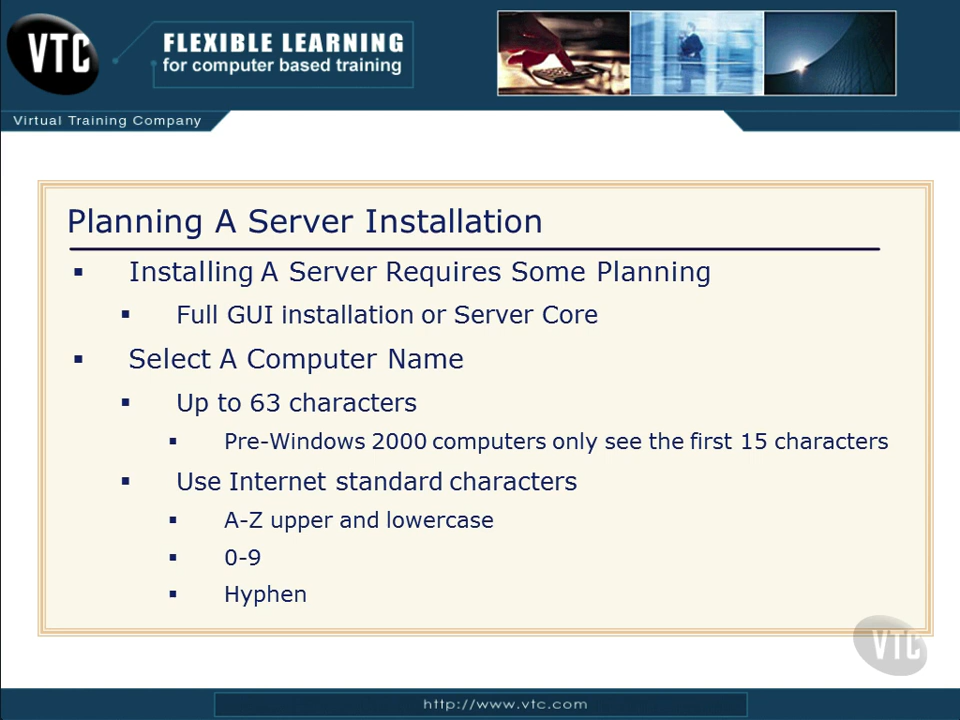 VTC
FLEXIBLE LEARNING
for computer based training
Virtual Training Company
Planning A Server Installation
▪ Installing A Server Requires Some Planning
▪ Full GUI installation or Server Core
▪ Select A Computer Name
▪ Up to 63 characters
▪ Pre-Windows 2000 computers only see the first 15 characters
▪ Use Internet standard characters
▪ A-Z upper and lowercase
▪ 0-9
▪ Hyphen
VTC
http://www.vtc.com